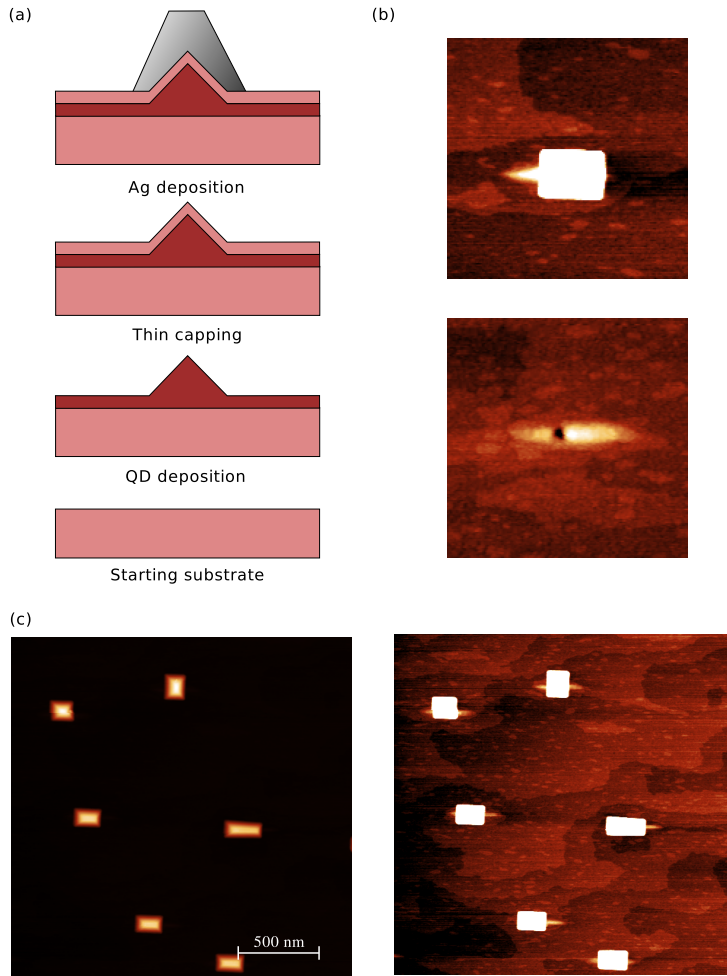 (a)
Ag deposition
Thin capping
QD deposition
Starting substrate
(b)
(c)
500 nm